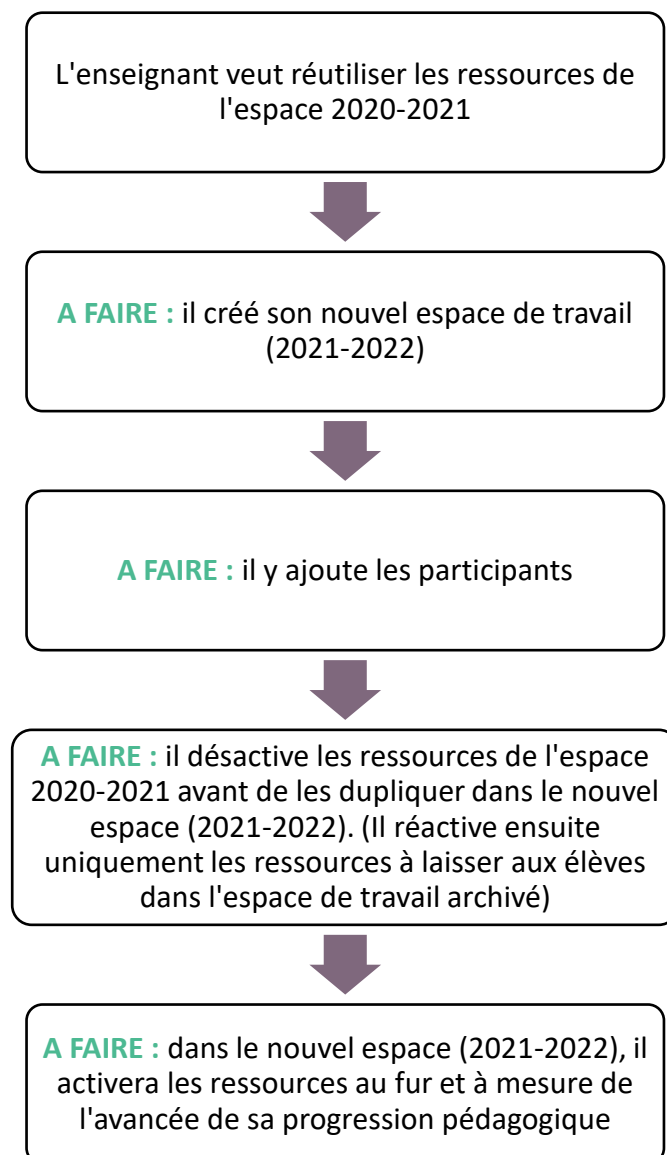 L'enseignant veut réutiliser les ressources de
l'espace 2020-2021
A FAIRE : il créé son nouvel espace de travail
(2021-2022)
A FAIRE : il y ajoute les participants
A FAIRE : il désactive les ressources de l'espace
2020-2021 avant de les dupliquer dans le nouvel
espace (2021-2022). (Il réactive ensuite
uniquement les ressources à laisser aux élèves
dans l'espace de travail archivé)
A FAIRE : dans le nouvel espace (2021-2022), il
activera les ressources au fur et à mesure de
l'avancée de sa progression pédagogique